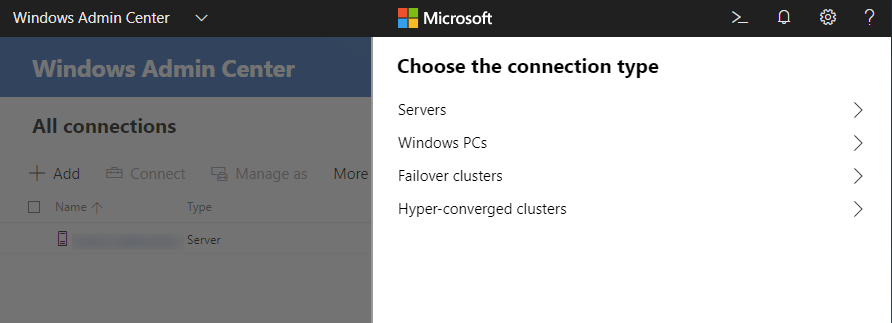 Windows Admin Center
Microsoft
Windows Admin Center
All connections
Add Connect Manage as More
Name Type
Server
Choose the connection type
Servers
Windows PCs
Failover clusters
Hyper-converged clusters